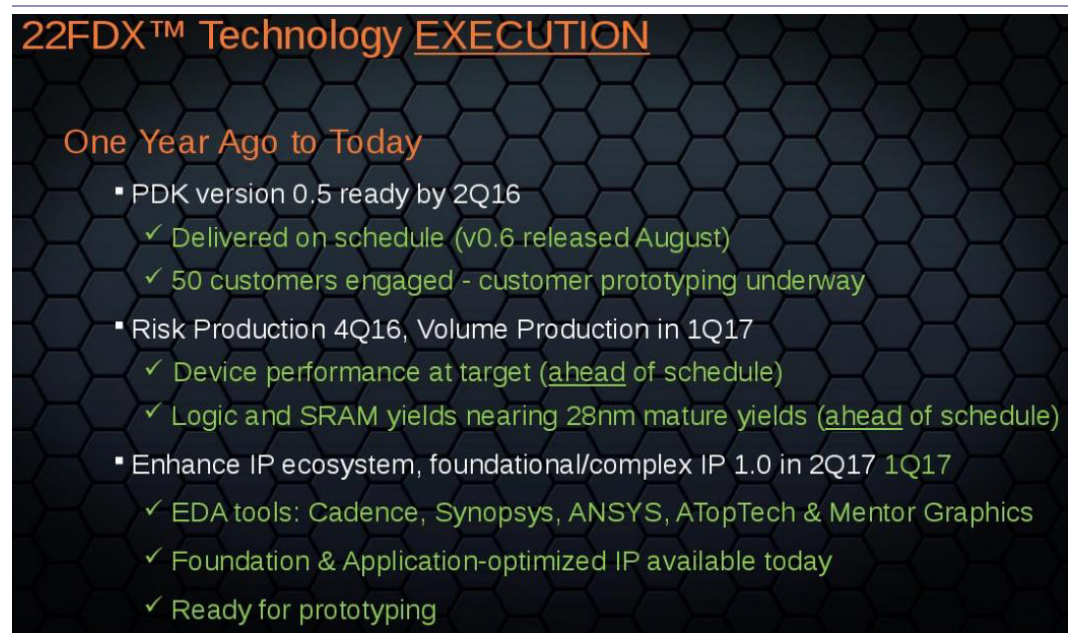 22FDX™ Technology EXECUTION
One Year Ago to Today
▪ PDK version 0.5 ready by 2Q16
✓ Delivered on schedule (v0.6 released August)
✓ 50 customers engaged - customer prototyping underway
▪ Risk Production 4Q16, Volume Production in 1Q17
✓ Device performance at target (ahead of schedule)
✓ Logic and SRAM yields nearing 28nm mature yields (ahead of schedule)
▪ Enhance IP ecosystem, foundational/complex IP 1.0 in 2Q17 1Q17
✓ EDA tools: Cadence, Synopsys, ANSYS, ATopTech & Mentor Graphics
✓ Foundation & Application-optimized IP available today
✓ Ready for prototyping